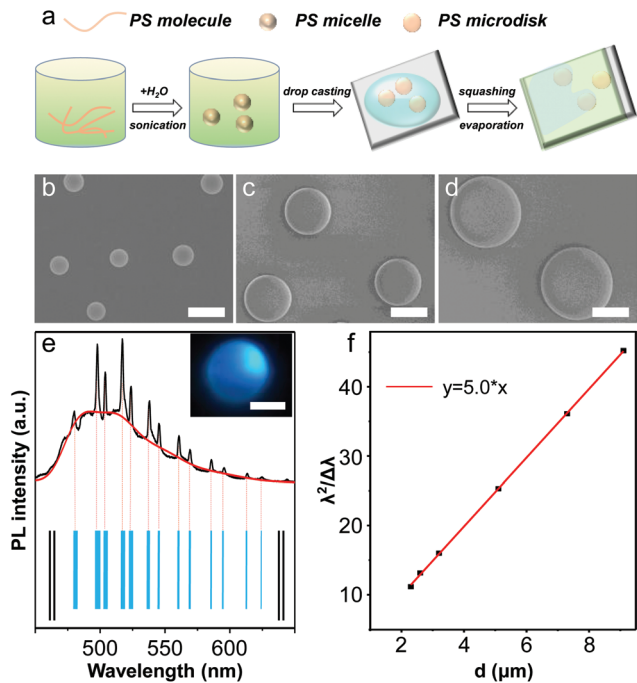 a PS molecule PS micelle PS microdisk
+H₂O
sonication
drop casting
squashing
evaporation
b
c
d
e
PL intensity (a.u.)
500 550 600
Wavelength (nm)
f
y=5.0*x
λ²/Δλ
40
30
20
10
2 4 6 8
d (μm)